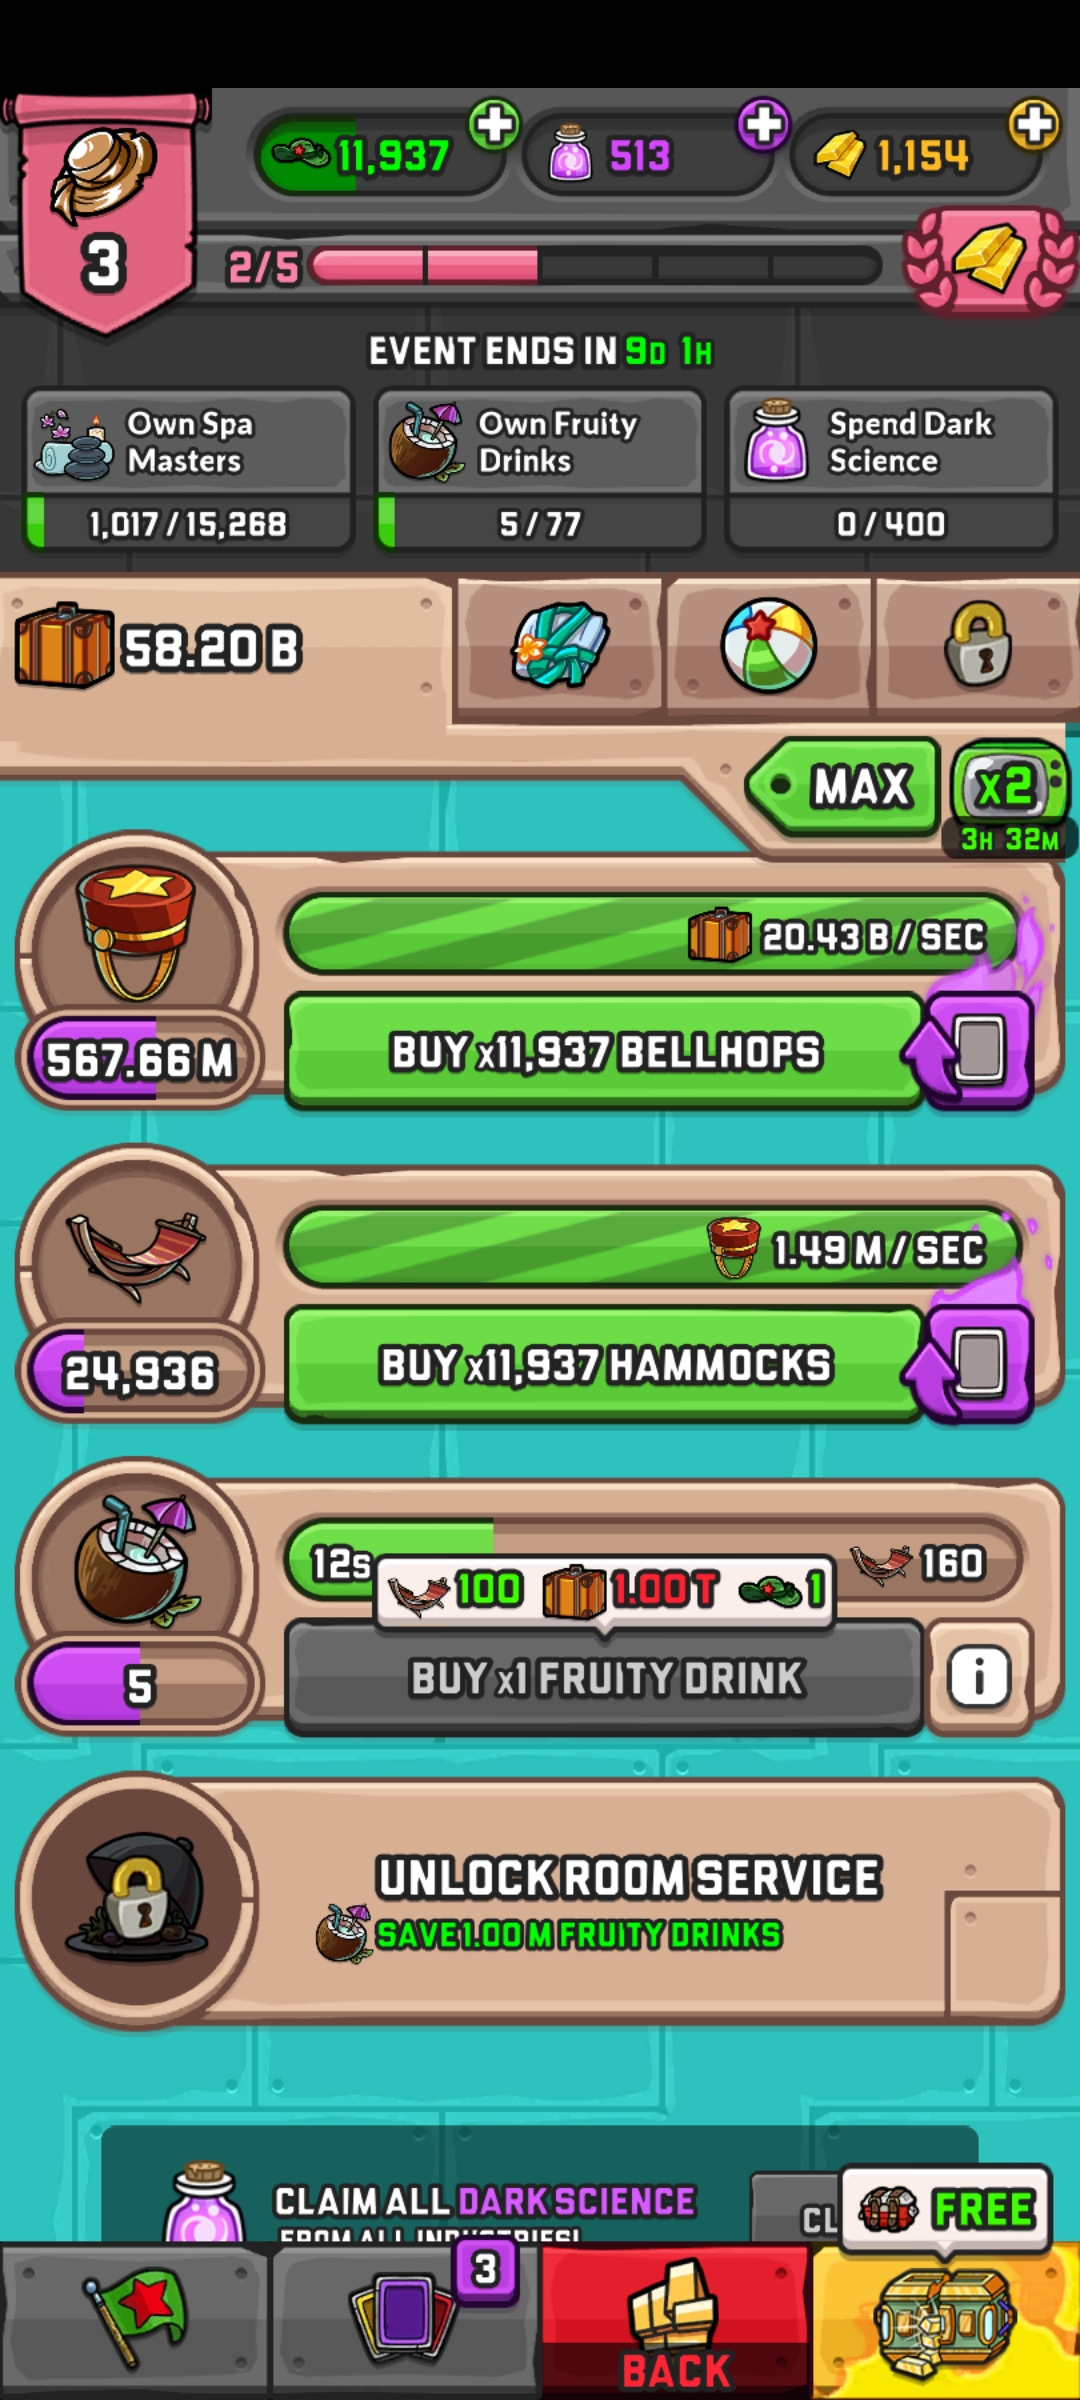 11,937
513
1,154
3
2/5
EVENT ENDS IN 9D 1H
Own Spa
Masters
1,017/15,268
Own Fruity
Drinks
5/77
Spend Dark
Science
0/400
58.20 B
MAX
x2
3H 32M
20.43 B / SEC
567.66 M
BUY x11,937 BELLHOPS
1.49 M / SEC
24,936
BUY x11,937 HAMMOCKS
12s
160
100 1.00 T 1
5
BUY x1 FRUITY DRINK
i
UNLOCK ROOM SERVICE
SAVE 1.00 M FRUITY DRINKS
CLAIM ALL DARK SCIENCE
FROM ALL INDUSTRIES!
CL
FREE
3
BACK